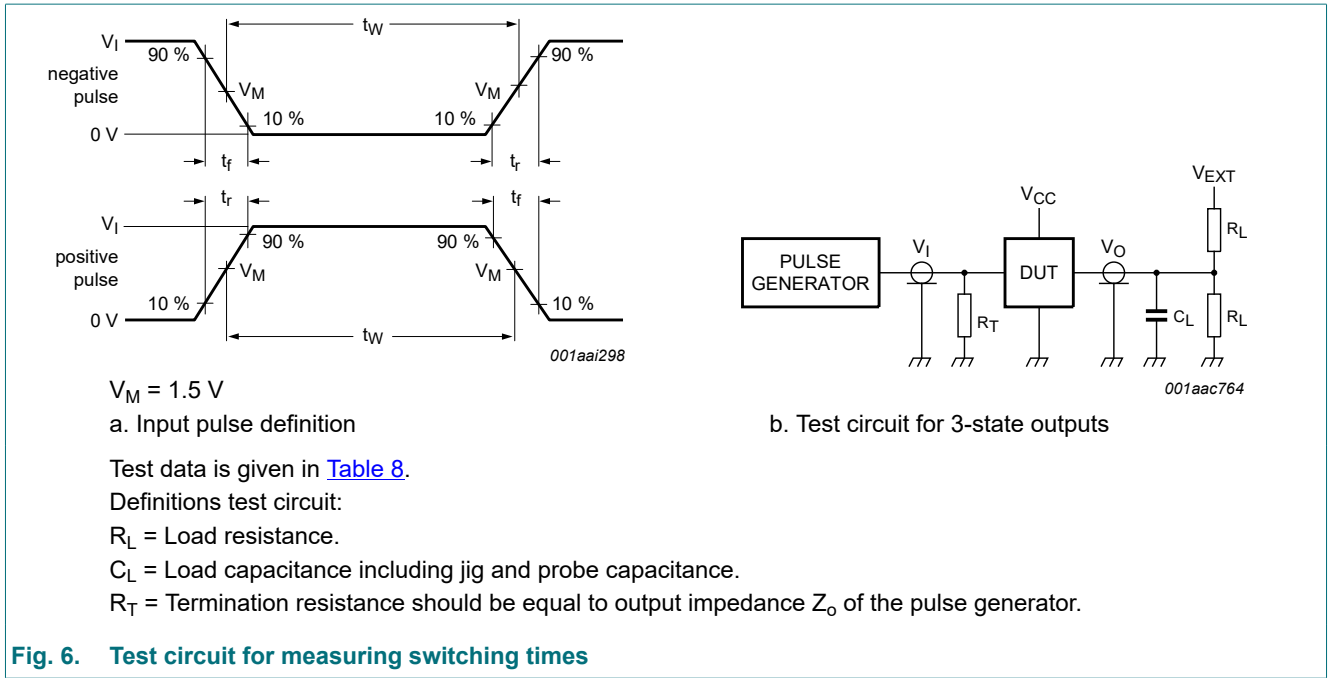 tW
VI
90 %
90 %
negative
pulse
VM
VM
10 %
10 %
0 V
tf
tr
tr
tf
VI
90 %
90 %
positive
pulse
VM
VM
10 %
10 %
0 V
tW
001aai298
VEXT
VCC
RL
PULSE
GENERATOR
VI
DUT
VO
RT
CL
RL
001aac764
VM = 1.5 V
a. Input pulse definition
b. Test circuit for 3-state outputs
Test data is given in Table 8.
Definitions test circuit:
RL = Load resistance.
CL = Load capacitance including jig and probe capacitance.
RT = Termination resistance should be equal to output impedance Zo of the pulse generator.
Fig. 6. Test circuit for measuring switching times